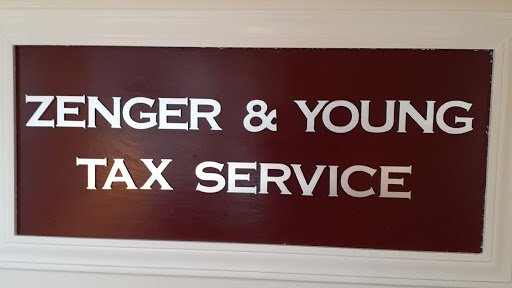 ZENGER & YOUNG
TAX SERVICE